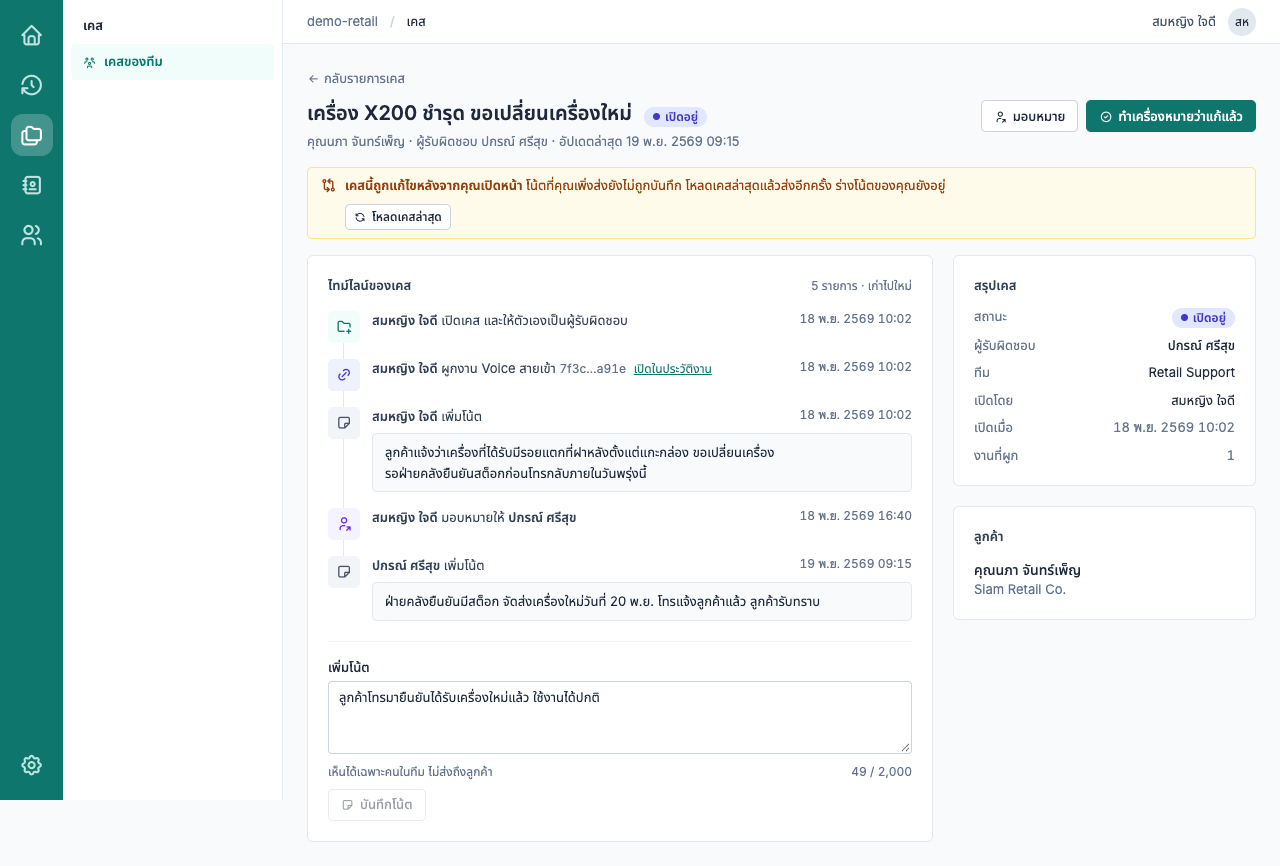 เคส
เคสของทีม
demo-retail / เคส
สมหญิง ใจดี สห
← กลับรายการเคส
เครื่อง X200 ชำรุด ขอเปลี่ยนเครื่องใหม่ เปิดอยู่
มอบหมาย
ทำเครื่องหมายว่าแก้แล้ว
คุณนภา จันทร์เพ็ญ · ผู้รับผิดชอบ ปกรณ์ ศรีสุข · อัปเดตล่าสุด 19 พ.ย. 2569 09:15
เคสนี้ถูกแก้ไขหลังจากคุณเปิดหน้า โน้ตที่คุณเพิ่งส่งยังไม่ถูกบันทึก โหลดเคสล่าสุดแล้วส่งอีกครั้ง ร่างโน้ตของคุณยังอยู่
โหลดเคสล่าสุด
ไทม์ไลน์ของเคส 5 รายการ · เก่าไปใหม่
สมหญิง ใจดี เปิดเคส และให้ตัวเองเป็นผู้รับผิดชอบ 18 พ.ย. 2569 10:02
สมหญิง ใจดี ผูกงาน Voice สายเข้า 7f3c…a91e เปิดในประวัติงาน 18 พ.ย. 2569 10:02
สมหญิง ใจดี เพิ่มโน้ต 18 พ.ย. 2569 10:02
ลูกค้าแจ้งว่าเครื่องที่ได้รับมีรอยแตกที่ฝาหลังตั้งแต่แกะกล่อง ขอเปลี่ยนเครื่อง
รอฝ่ายคลังยืนยันสต็อกก่อนโทรกลับภายในวันพรุ่งนี้
สมหญิง ใจดี มอบหมายให้ ปกรณ์ ศรีสุข 18 พ.ย. 2569 16:40
ปกรณ์ ศรีสุข เพิ่มโน้ต 19 พ.ย. 2569 09:15
ฝ่ายคลังยืนยันมีสต็อก จัดส่งเครื่องใหม่วันที่ 20 พ.ย. โทรแจ้งลูกค้าแล้ว ลูกค้ารับทราบ
เพิ่มโน้ต
ลูกค้าโทรมายืนยันได้รับเครื่องใหม่แล้ว ใช้งานได้ปกติ
เห็นได้เฉพาะคนในทีม ไม่ส่งถึงลูกค้า 49 / 2,000
บันทึกโน้ต
สรุปเคส
สถานะ เปิดอยู่
ผู้รับผิดชอบ ปกรณ์ ศรีสุข
ทีม Retail Support
เปิดโดย สมหญิง ใจดี
เปิดเมื่อ 18 พ.ย. 2569 10:02
งานที่ผูก 1
ลูกค้า
คุณนภา จันทร์เพ็ญ
Siam Retail Co.